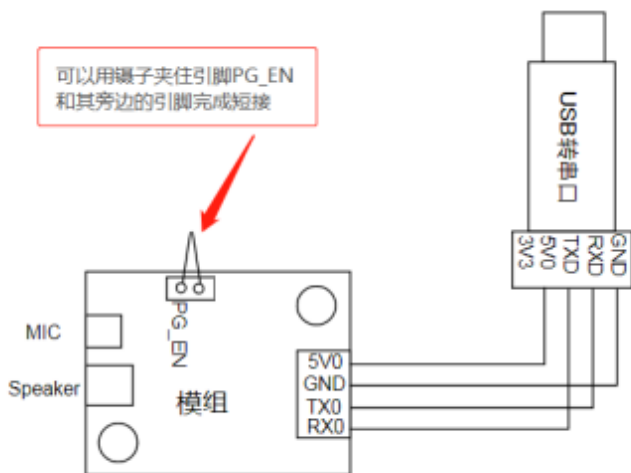 可以用镊子夹住引脚PG_EN
和其旁边的引脚完成短接
USB转串口
3V3
5V0
TXD
RXD
GND
PG_EN
MIC
Speaker
模组
5V0
GND
TX0
RX0